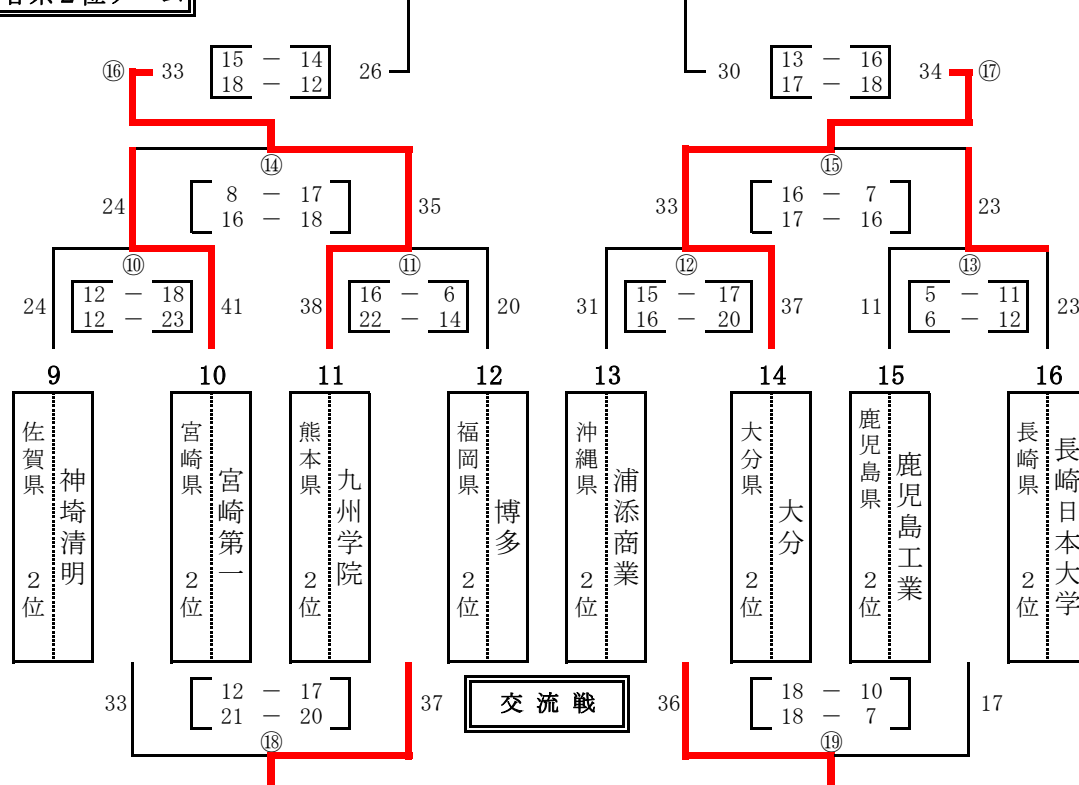 ⑯ 33 15 － 14 26 30 13 － 16 34 ⑰
18 － 12 17 － 18
⑭ ⑮
24 8 － 17 35 33 16 － 7 23
16 － 18 17 － 16
⑩ ⑪ ⑫ ⑬
24 12 － 18 41 38 16 － 6 20 31 15 － 17 37 11 5 － 11 23
12 － 23 22 － 14 16 － 20 6 － 12
9 10 11 12 13 14 15 16
佐賀県 2位
神埼清明
宮崎県 2位
宮崎第一
熊本県 2位
九州学院
福岡県 2位
博多
沖縄県 2位
浦添商業
大分県 2位
大分
鹿児島県 2位
鹿児島工業
長崎県 2位
長崎日本大学
33 12 － 17 37 交流戦 36 18 － 10 17
21 － 20 18 － 7
⑱ ⑲